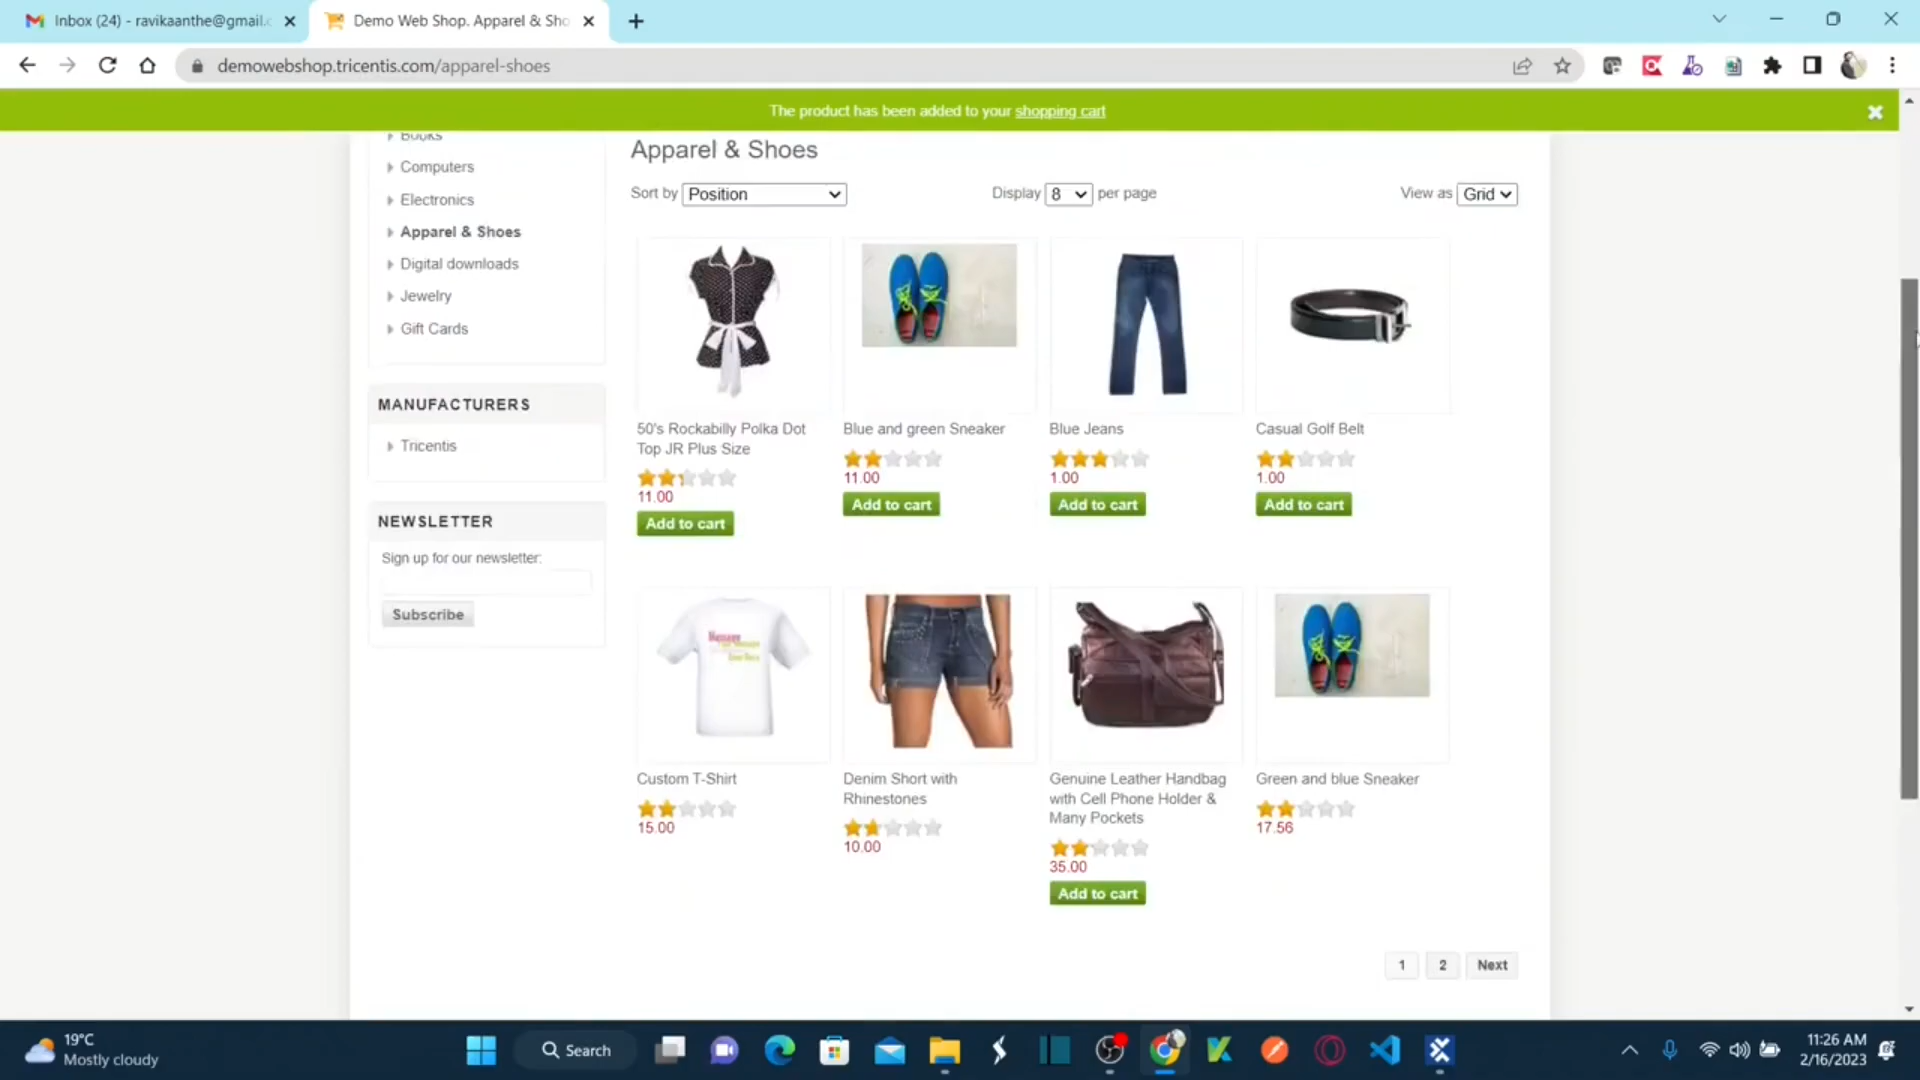 Inbox (24) - ravikaanthe@gmail.c
Demo Web Shop. Apparel & Sho
demowebshop.tricentis.com/apparel-shoes
The product has been added to your shopping cart
Books
Computers
Electronics
Apparel & Shoes
Digital downloads
Jewelry
Gift Cards
MANUFACTURERS
Tricentis
NEWSLETTER
Sign up for our newsletter:
Subscribe
Apparel & Shoes
Sort by Position
Display 8 per page
View as Grid
50's Rockabilly Polka Dot
Top JR Plus Size
11.00
Add to cart
Blue and green Sneaker
11.00
Add to cart
Blue Jeans
1.00
Add to cart
Casual Golf Belt
1.00
Add to cart
Custom T-Shirt
15.00
Denim Short with
Rhinestones
10.00
Genuine Leather Handbag
with Cell Phone Holder &
Many Pockets
35.00
Add to cart
Green and blue Sneaker
17.56
1 2 Next
19°C
Mostly cloudy
Search
11:26 AM
2/16/2023